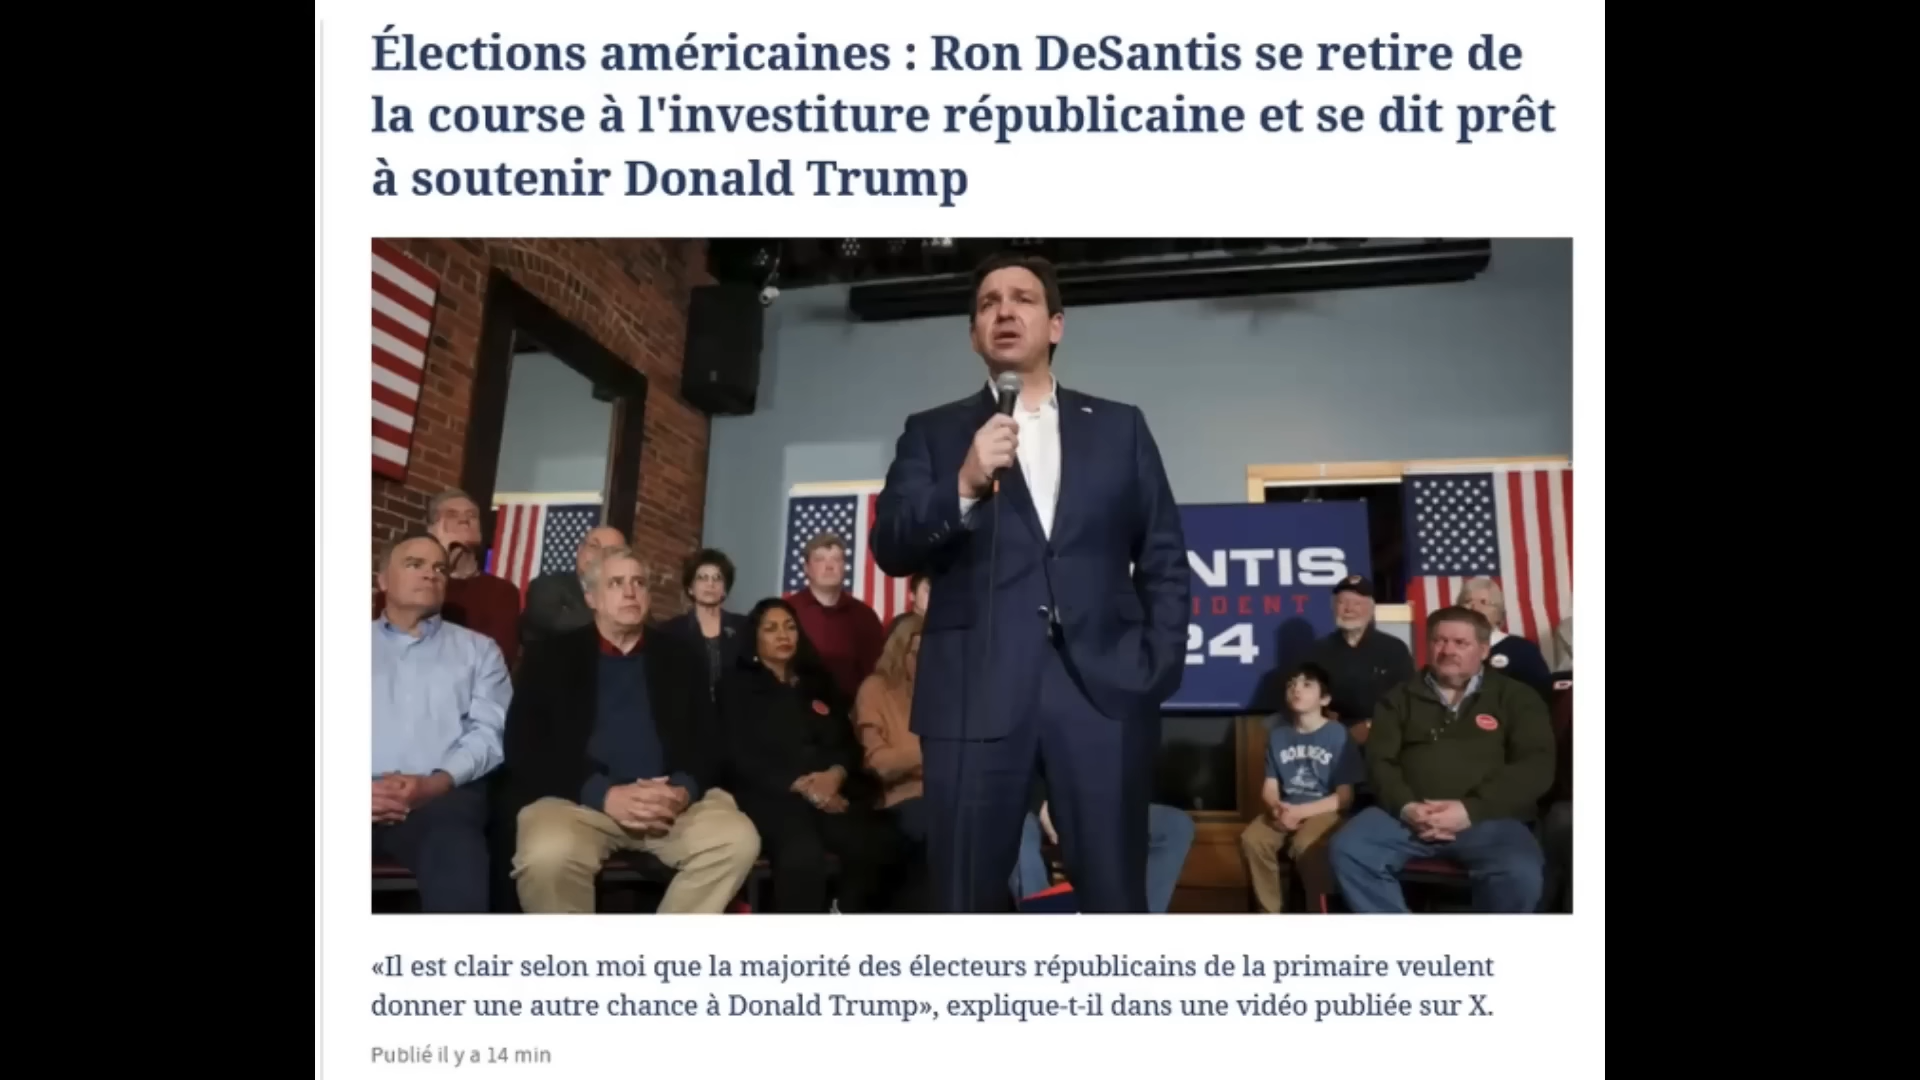 Élections américaines : Ron DeSantis se retire de
la course à l'investiture républicaine et se dit prêt
à soutenir Donald Trump
NTIS
IDENT
24
«Il est clair selon moi que la majorité des électeurs républicains de la primaire veulent
donner une autre chance à Donald Trump», explique-t-il dans une vidéo publiée sur X.
Publié il y a 14 min